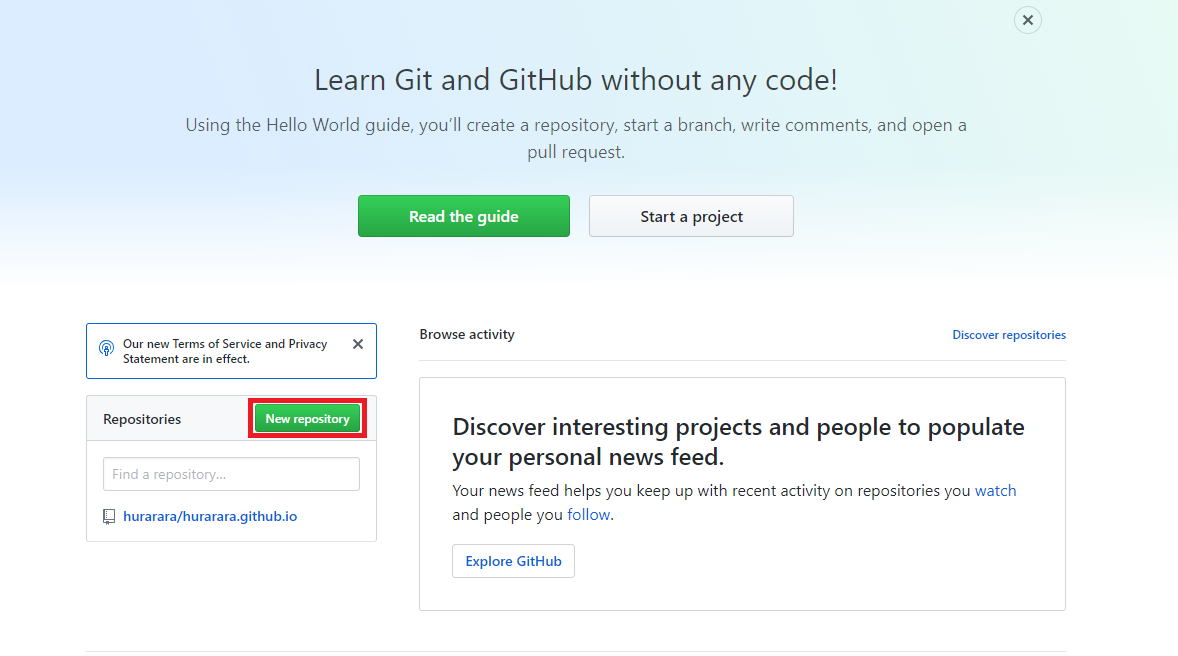 Learn Git and GitHub without any code!
Using the Hello World guide, you’ll create a repository, start a branch, write comments, and open a
pull request.
Read the guide
Start a project
Our new Terms of Service and Privacy
Statement are in effect.
Repositories
New repository
Find a repository...
hurarara/hurarara.github.io
Browse activity
Discover repositories
Discover interesting projects and people to populate
your personal news feed.
Your news feed helps you keep up with recent activity on repositories you watch
and people you follow.
Explore GitHub